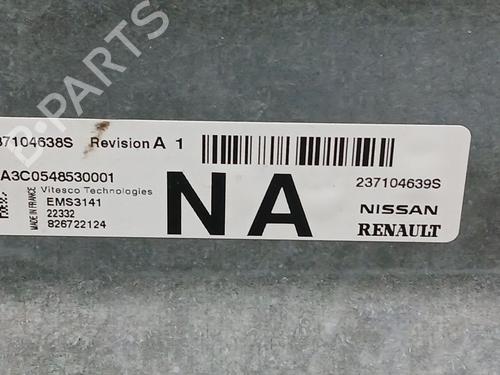 37104638S Revision A 1
A3C0548530001
Vitesco Technologies
MADE IN FRANCE
EMS3141
22332
826722124
NA
237104639S
NISSAN
RENAULT
B-PARTS